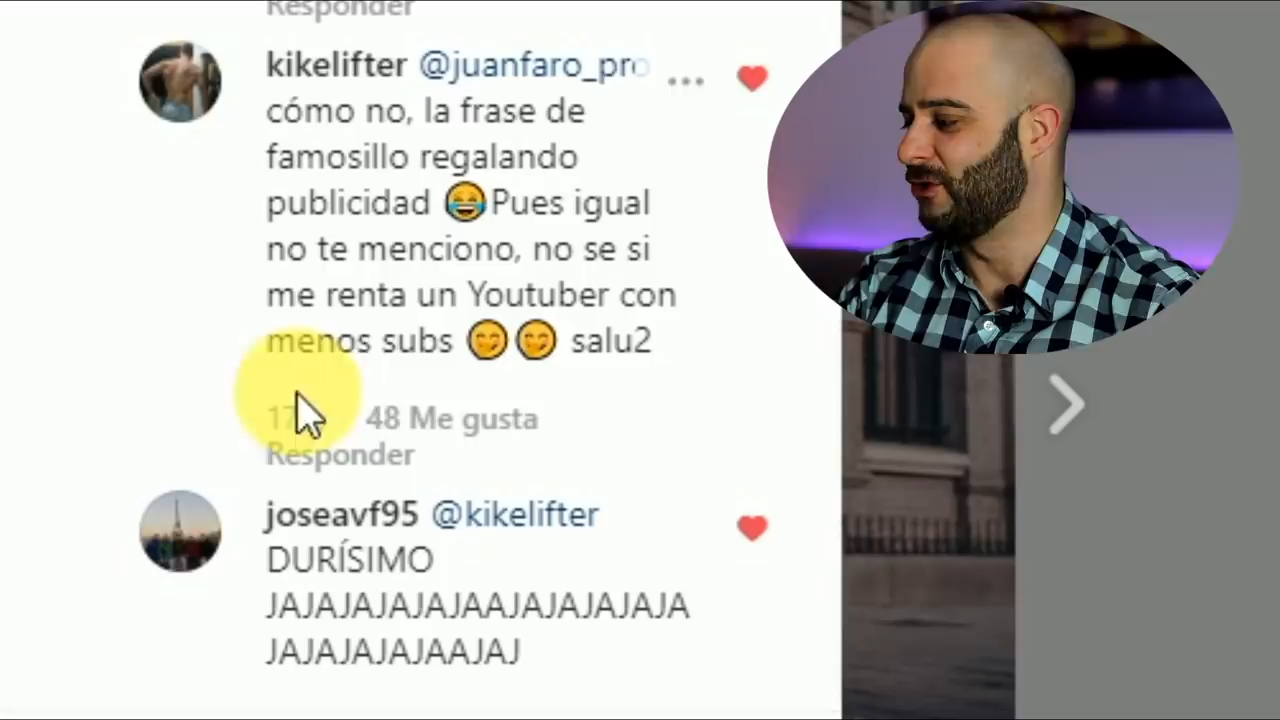 Responder
kikelifter @juanfaro_pro
cómo no, la frase de
famosillo regalando
publicidad 😂Pues igual
no te menciono, no se si
me renta un Youtuber con
menos subs 😋😋 salu2
48 Me gusta
Responder
joseavf95 @kikelifter
DURÍSIMO
JAJAJAJAJAJAAJAJAJAJAJA
JAJAJAJAJAAJAJ